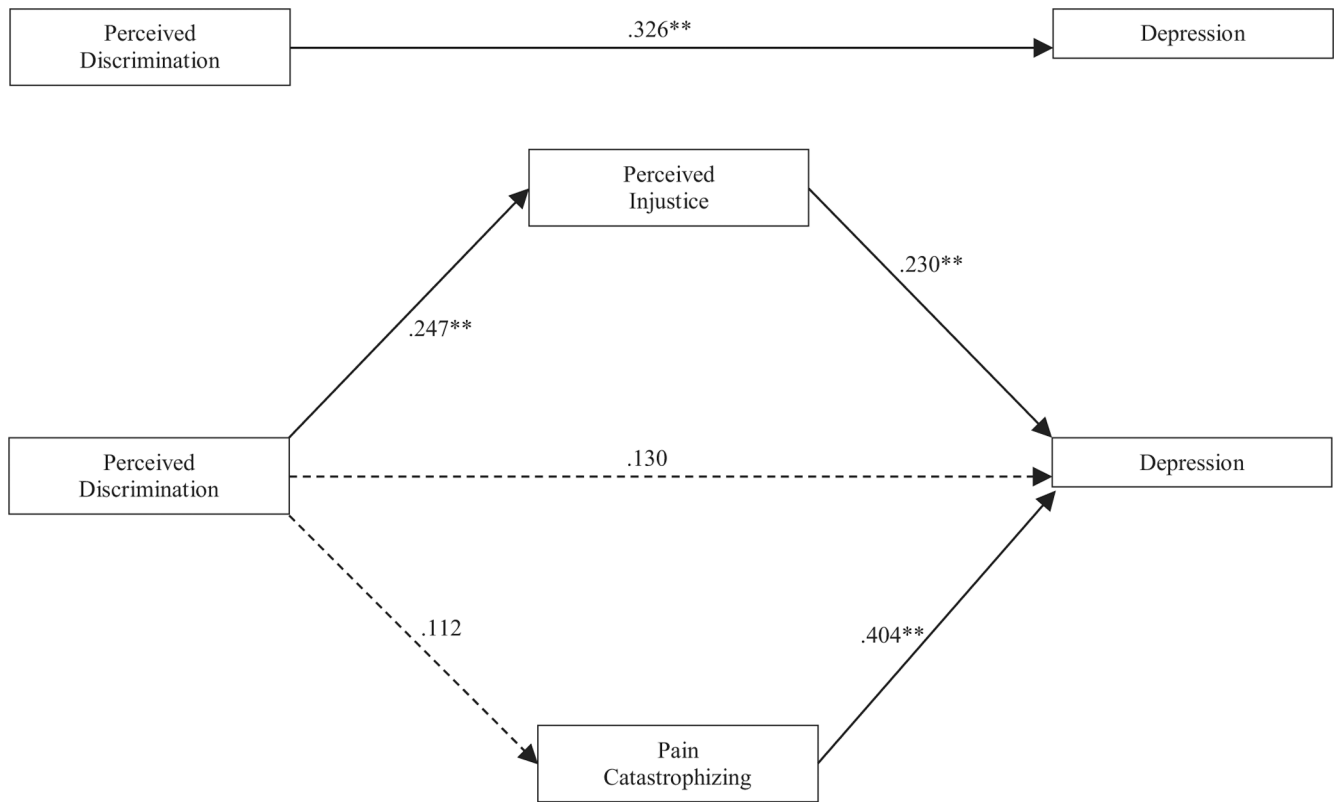 Perceived
Discrimination
.326**
Depression
Perceived
Injustice
.247**
.230**
Perceived
Discrimination
.130
Depression
.112
.404**
Pain
Catastrophizing